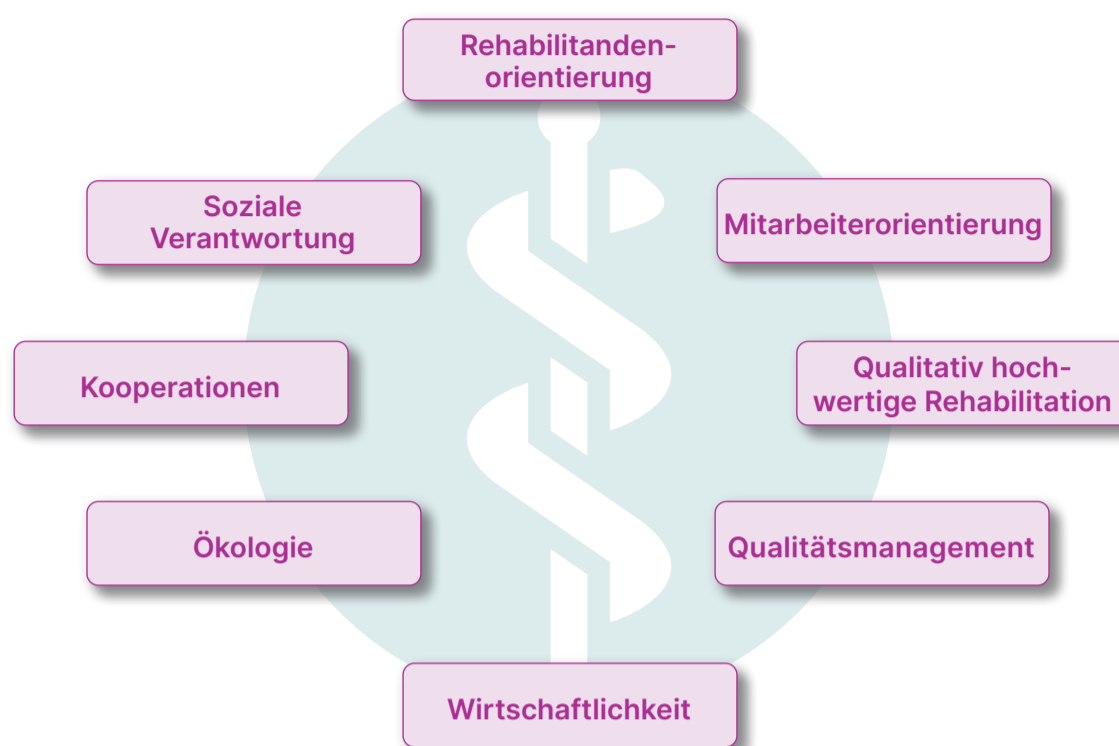 Rehabilitanden-
orientierung
Soziale
Verantwortung
Mitarbeiterorientierung
Kooperationen
Qualitativ hoch-
wertige Rehabilitation
Ökologie
Qualitätsmanagement
Wirtschaftlichkeit